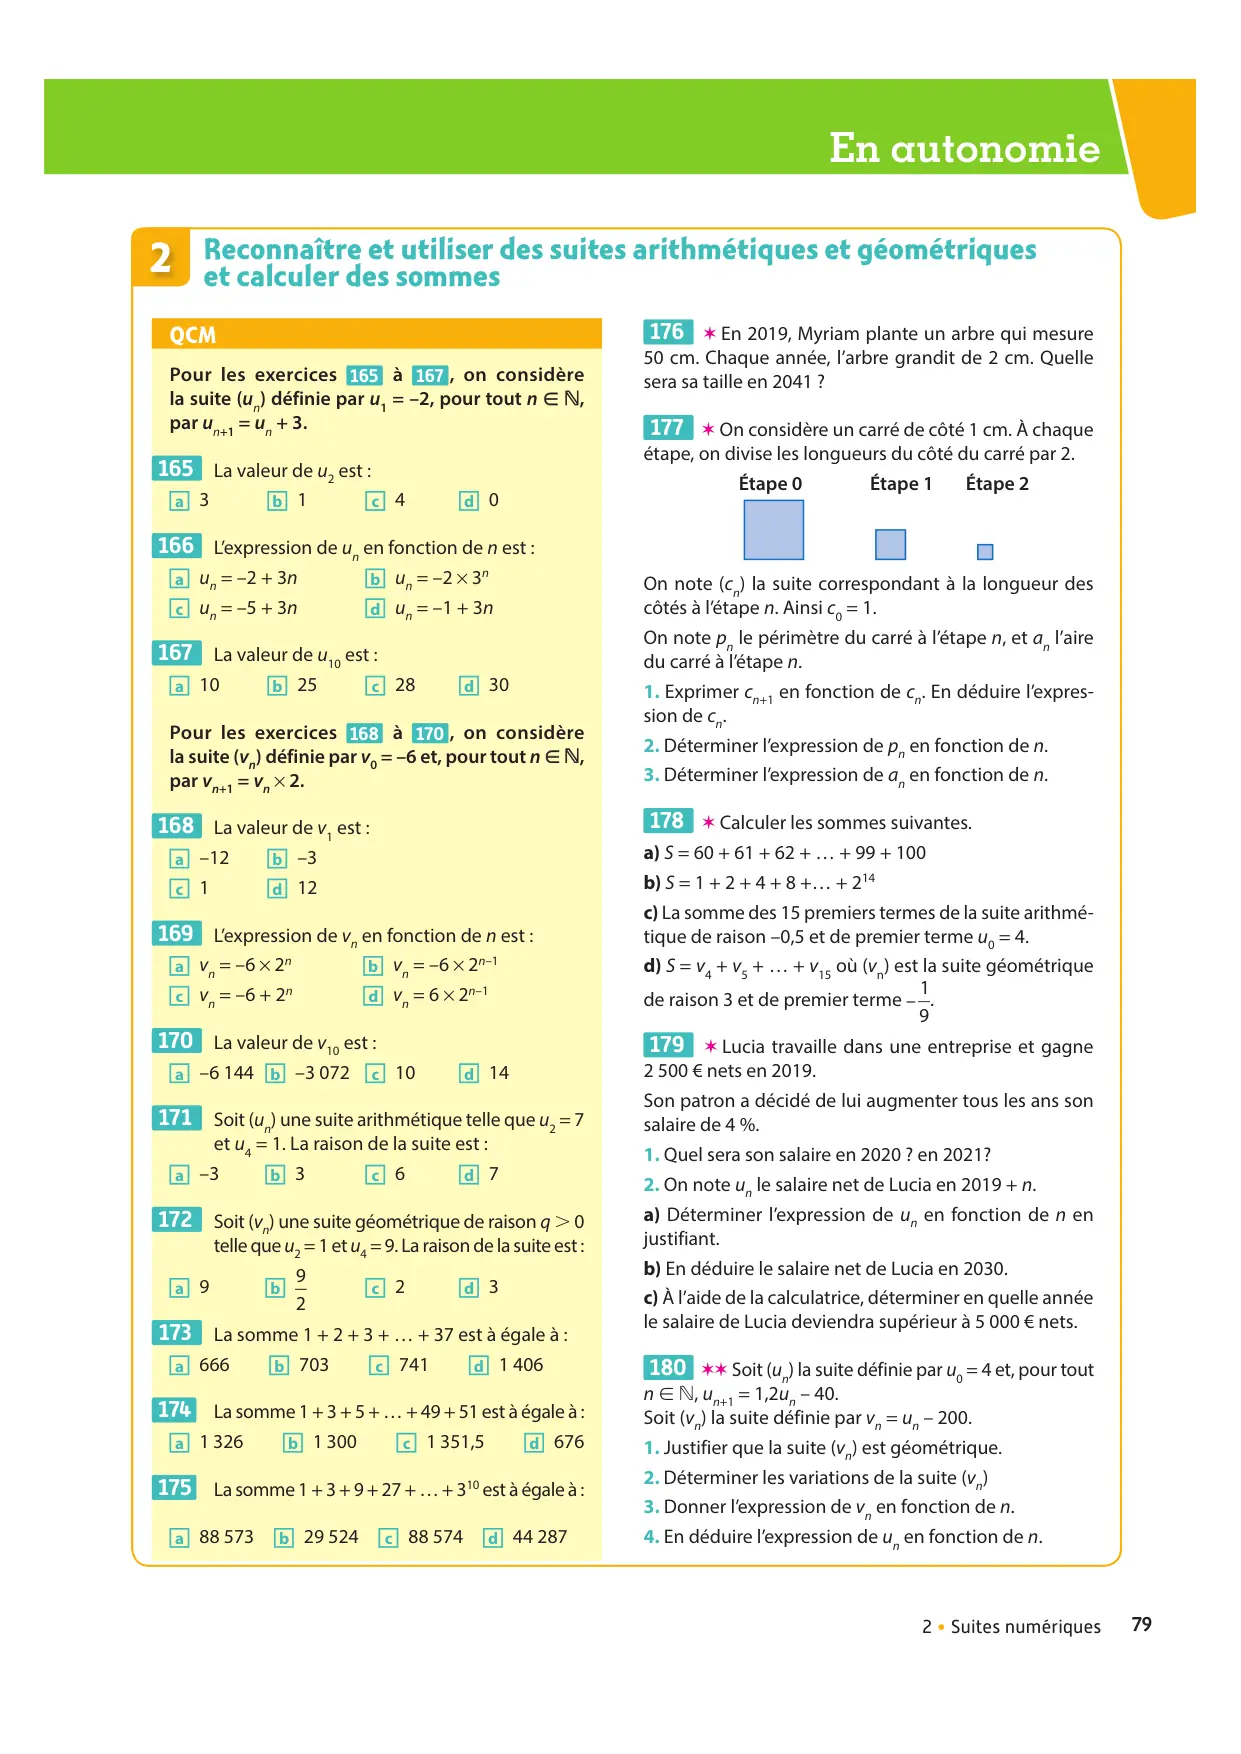 En autonomie
2
Reconnaître et utiliser des suites arithmétiques et géométriques
et calculer des sommes
QCM
Pour les exercices 165 à 167, on considère
la suite (uₙ) définie par u₁ = –2, pour tout n ∈ ℕ,
par uₙ₊₁ = uₙ + 3.
165 La valeur de u₂ est :
a 3 b 1 c 4 d 0
166 L’expression de uₙ en fonction de n est :
a uₙ = –2 + 3n b uₙ = –2 × 3ⁿ
c uₙ = –5 + 3n d uₙ = –1 + 3n
167 La valeur de u₁₀ est :
a 10 b 25 c 28 d 30
Pour les exercices 168 à 170, on considère
la suite (vₙ) définie par v₀ = –6 et, pour tout n ∈ ℕ,
par vₙ₊₁ = vₙ × 2.
168 La valeur de v₁ est :
a –12 b –3
c 1 d 12
169 L’expression de vₙ en fonction de n est :
a vₙ = –6 × 2ⁿ b vₙ = –6 × 2ⁿ⁻¹
c vₙ = –6 + 2ⁿ d vₙ = 6 × 2ⁿ⁻¹
170 La valeur de v₁₀ est :
a –6 144 b –3 072 c 10 d 14
171 Soit (uₙ) une suite arithmétique telle que u₂ = 7
et u₄ = 1. La raison de la suite est :
a –3 b 3 c 6 d 7
172 Soit (vₙ) une suite géométrique de raison q > 0
telle que u₂ = 1 et u₄ = 9. La raison de la suite est :
a 9 b 9/2 c 2 d 3
173 La somme 1 + 2 + 3 + … + 37 est à égale à :
a 666 b 703 c 741 d 1 406
174 La somme 1 + 3 + 5 + … + 49 + 51 est à égale à :
a 1 326 b 1 300 c 1 351,5 d 676
175 La somme 1 + 3 + 9 + 27 + … + 3¹⁰ est à égale à :
a 88 573 b 29 524 c 88 574 d 44 287
176 ✶ En 2019, Myriam plante un arbre qui mesure
50 cm. Chaque année, l’arbre grandit de 2 cm. Quelle
sera sa taille en 2041 ?
177 ✶ On considère un carré de côté 1 cm. À chaque
étape, on divise les longueurs du côté du carré par 2.
Étape 0 Étape 1 Étape 2
On note (cₙ) la suite correspondant à la longueur des
côtés à l’étape n. Ainsi c₀ = 1.
On note pₙ le périmètre du carré à l’étape n, et aₙ l’aire
du carré à l’étape n.
1. Exprimer cₙ₊₁ en fonction de cₙ. En déduire l’expres-
sion de cₙ.
2. Déterminer l’expression de pₙ en fonction de n.
3. Déterminer l’expression de aₙ en fonction de n.
178 ✶ Calculer les sommes suivantes.
a) S = 60 + 61 + 62 + … + 99 + 100
b) S = 1 + 2 + 4 + 8 +… + 2¹⁴
c) La somme des 15 premiers termes de la suite arithmé-
tique de raison –0,5 et de premier terme u₀ = 4.
d) S = v₄ + v₅ + … + v₁₅ où (vₙ) est la suite géométrique
de raison 3 et de premier terme –1/9.
179 ✶ Lucia travaille dans une entreprise et gagne
2 500 € nets en 2019.
Son patron a décidé de lui augmenter tous les ans son
salaire de 4 %.
1. Quel sera son salaire en 2020 ? en 2021?
2. On note uₙ le salaire net de Lucia en 2019 + n.
a) Déterminer l’expression de uₙ en fonction de n en
justifiant.
b) En déduire le salaire net de Lucia en 2030.
c) À l’aide de la calculatrice, déterminer en quelle année
le salaire de Lucia deviendra supérieur à 5 000 € nets.
180 ✶✶ Soit (uₙ) la suite définie par u₀ = 4 et, pour tout
n ∈ ℕ, uₙ₊₁ = 1,2uₙ – 40.
Soit (vₙ) la suite définie par vₙ = uₙ – 200.
1. Justifier que la suite (vₙ) est géométrique.
2. Déterminer les variations de la suite (vₙ)
3. Donner l’expression de vₙ en fonction de n.
4. En déduire l’expression de uₙ en fonction de n.
2 • Suites numériques 79